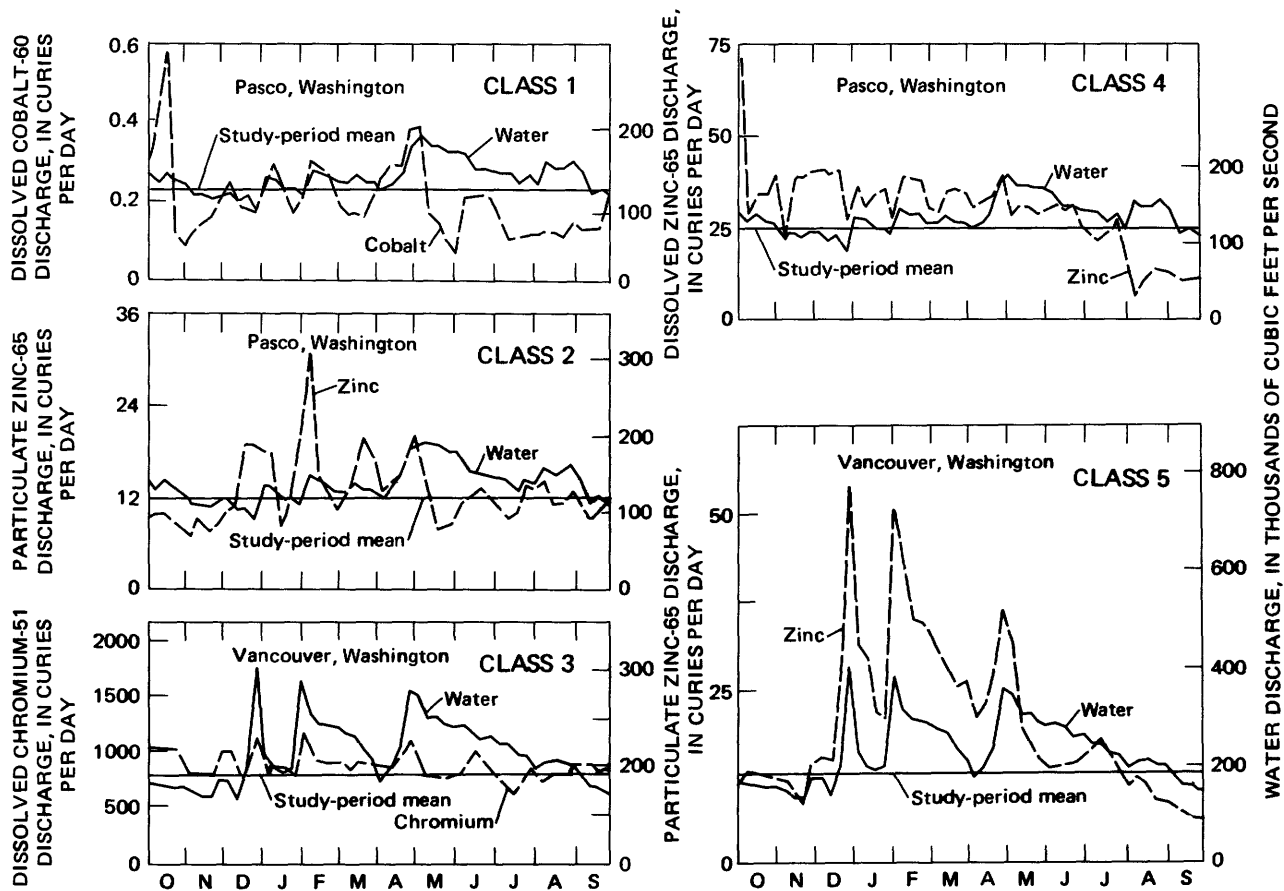 DISSOLVED COBALT-60
DISCHARGE, IN CURIES
PER DAY
0.6
0.4
0.2
0
Pasco, Washington
CLASS 1
Study-period mean
Water
Cobalt
200
100
0
PARTICULATE ZINC-65
DISCHARGE, IN CURIES
PER DAY
36
24
12
0
Pasco, Washington
CLASS 2
Zinc
Water
Study-period mean
300
200
100
0
DISSOLVED CHROMIUM-51
DISCHARGE, IN CURIES
PER DAY
2000
1500
1000
500
0
Vancouver, Washington
CLASS 3
Water
Study-period mean
Chromium
300
200
0
O N D J F M A M J J A S
DISSOLVED ZINC-65 DISCHARGE,
IN CURIES PER DAY
75
50
25
0
Pasco, Washington
CLASS 4
Water
Study-period mean
Zinc
200
100
0
PARTICULATE ZINC-65 DISCHARGE,
IN CURIES PER DAY
50
25
0
Vancouver, Washington
CLASS 5
Zinc
Water
Study-period mean
800
600
400
200
0
O N D J F M A M J J A S
WATER DISCHARGE, IN THOUSANDS OF CUBIC FEET PER SECOND